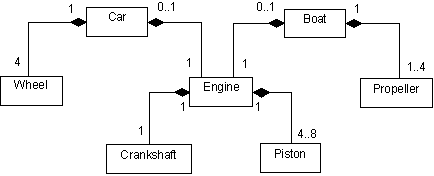 1 Car 0..1 0..1 Boat 1
4 1 1 1..4
Wheel Engine Propeller
1 1
1 4..8
Crankshaft Piston